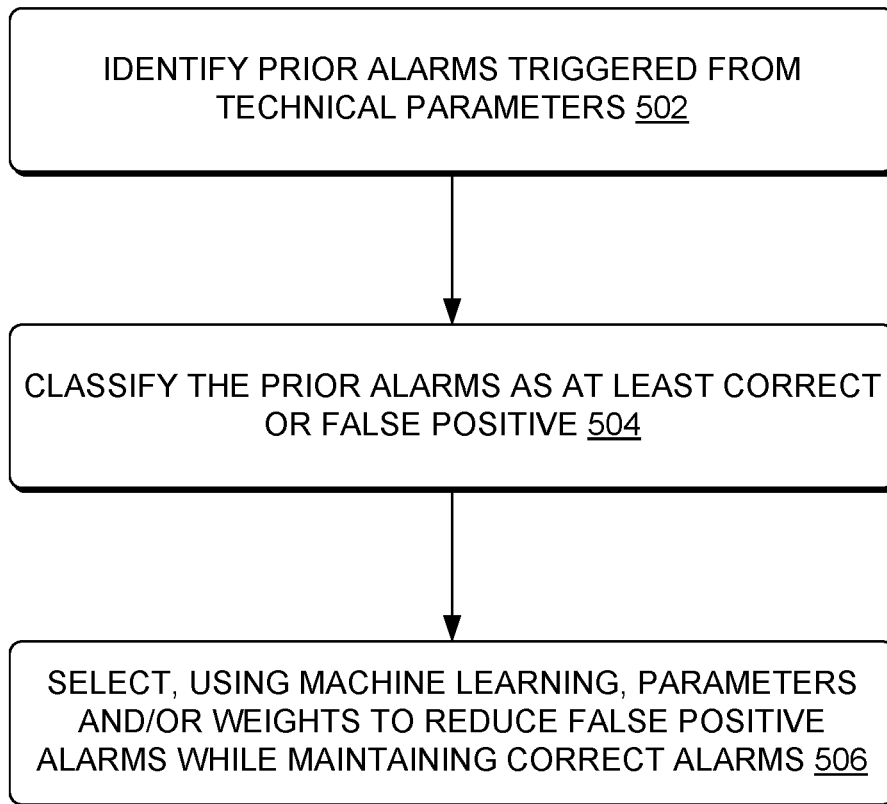 IDENTIFY PRIOR ALARMS TRIGGERED FROM
TECHNICAL PARAMETERS 502
CLASSIFY THE PRIOR ALARMS AS AT LEAST CORRECT
OR FALSE POSITIVE 504
SELECT, USING MACHINE LEARNING, PARAMETERS
AND/OR WEIGHTS TO REDUCE FALSE POSITIVE
ALARMS WHILE MAINTAINING CORRECT ALARMS 506